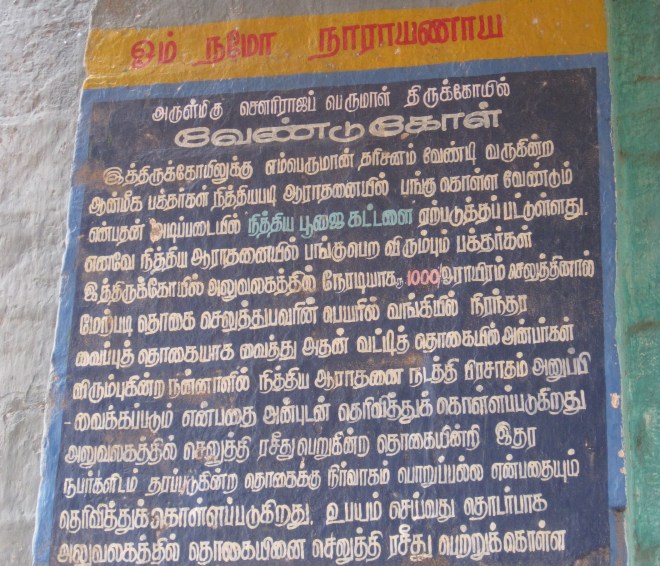 ஓம் நமோ நாராயணாய
அருள்மிகு சௌரிராஜப் பெருமாள் திருக்கோயில்
வேண்டுகோள்
இத்திருக்கோயிலுக்கு எம்பெருமான் தரிசனம் வேண்டி வருகின்ற
ஆன்மீக பக்தர்கள் நித்தியபடி ஆராதனையில் பங்கு கொள்ள வேண்டும்
என்பதன் அடிப்படையில் நித்திய பூஜை கட்டளை ஏற்படுத்தப் பட்டுள்ளது.
எனவே நித்திய ஆராதனையில் பங்குபெற விரும்பும் பக்தர்கள்
இத்திருக்கோயில் அலுவலகத்தில் நேரடியாக ரூ 1000/ ஓராயிரம் செலுத்தினால்
மேற்படி தொகை செலுத்துபவரின் பெயரில் வங்கியில் நிரந்தர
வைப்புத் தொகையாக வைத்து அதன் வட்டித் தொகையில் அன்பர்கள்
விரும்புகின்ற நன்னாளில் நித்திய ஆராதனை நடத்தி பிரசாதம் அனுப்பி
-வைக்கப்படும் என்பதை அன்புடன் தெரிவித்துக் கொள்ளப்படுகிறது
அலுவலகத்தில் செலுத்தி ரசீது பெறுகின்ற தொகையின்றி இதர
நபர்களிடம் தரப்படுகின்ற தொகைக்கு நிர்வாகம் பொறுப்பல்ல என்பதையும்
தெரிவித்துக்கொள்ளப்படுகிறது. உபயம் செய்வது தொடர்பாக
அலுவலகத்தில் தொகையினை செலுத்தி ரசீது பெற்றுக்கொள்ள